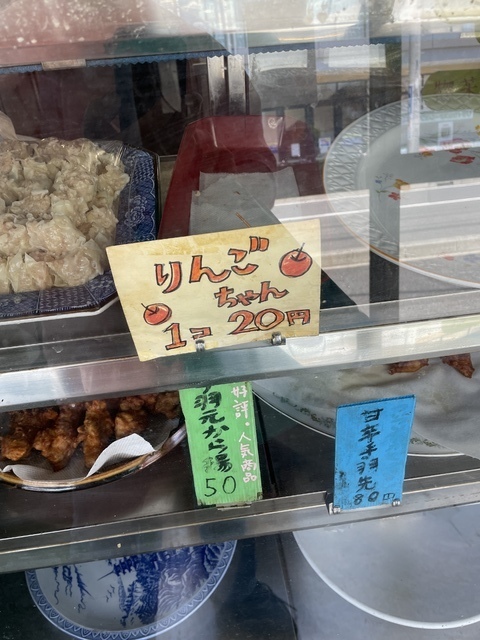 りんご
ちゃん
1コ 20円
好評・人気商品
手羽元から揚
50
甘辛手羽先
80円